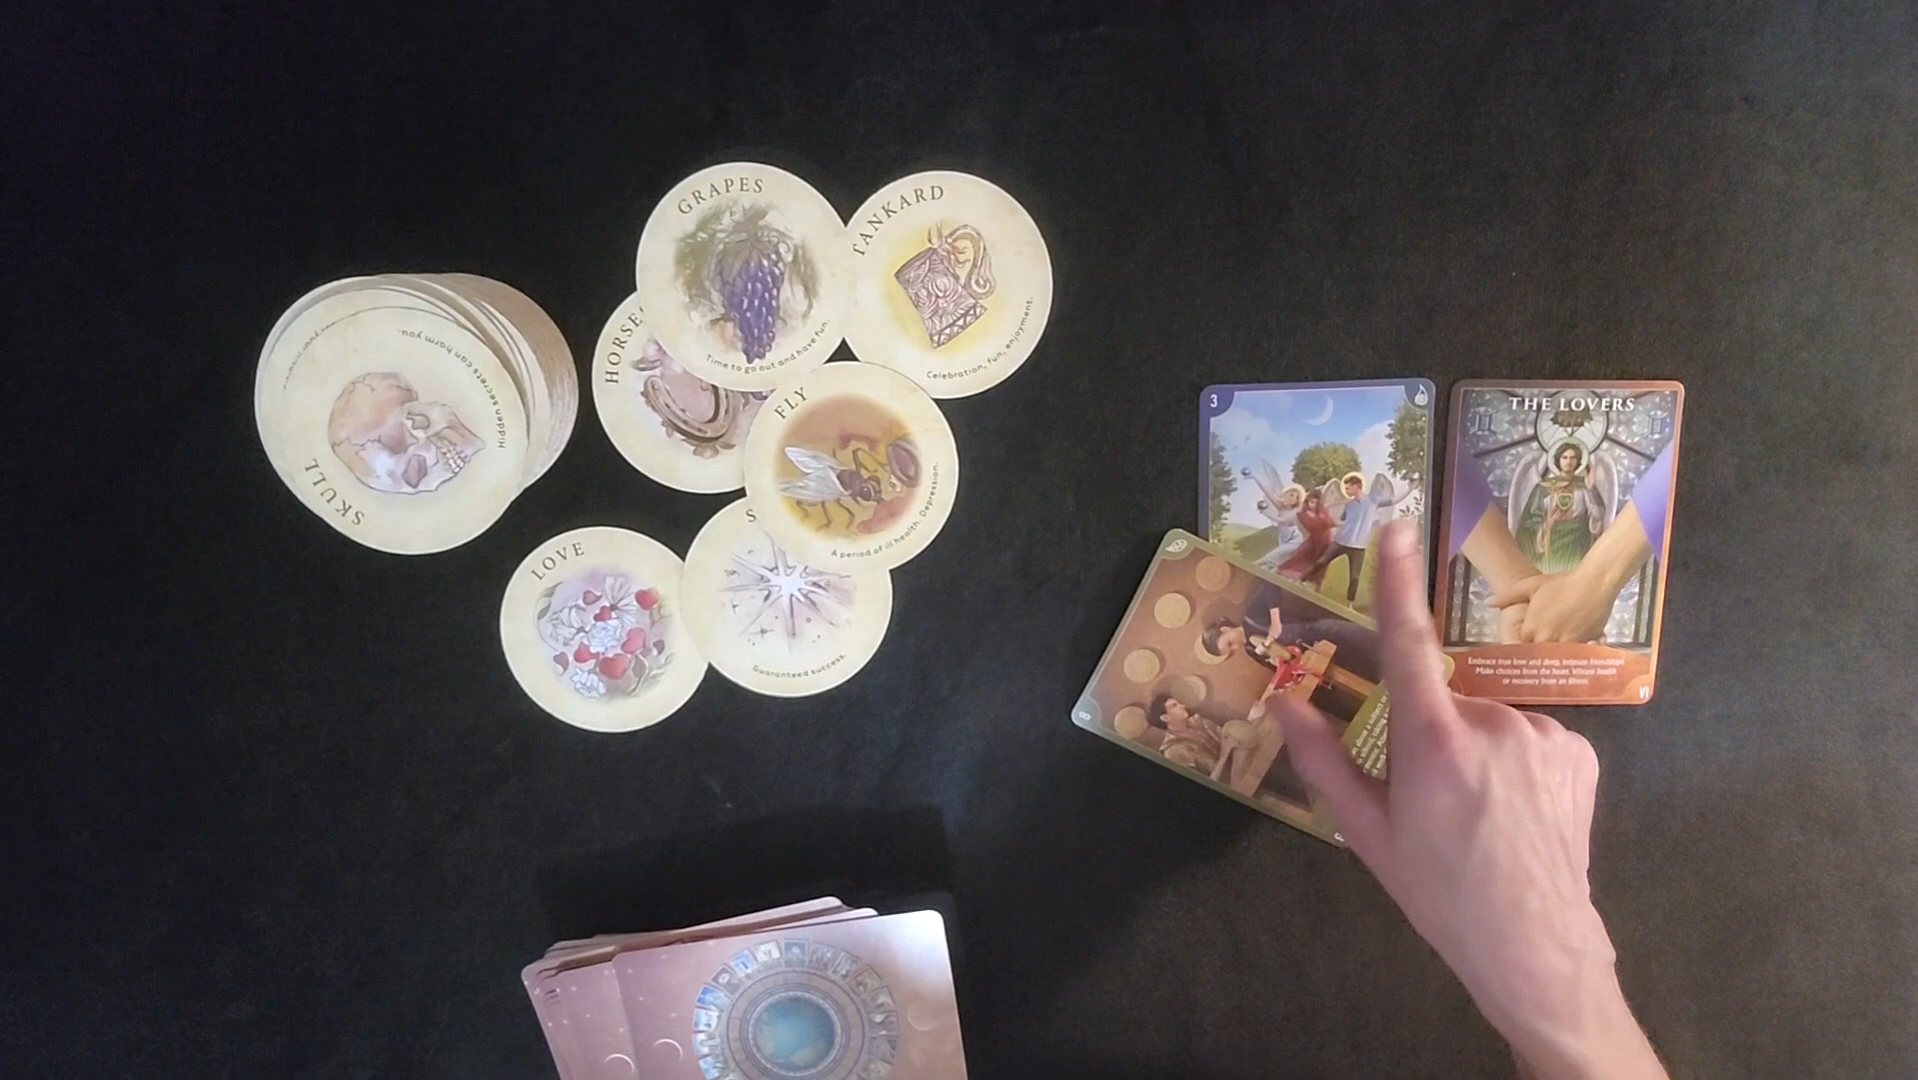 GRAPES
Time to go out and have fun.
TANKARD
Celebration, fun, enjoyment.
HORSE
FLY
A period of ill health. Depression.
SKULL
Hidden secrets can harm you.
LOVE
S
Guaranteed success.
3
THE LOVERS
Embrace true love and deep, intimate friendships.
Make choices from the heart. Vibrant health
or recovery from an illness.
VI
8